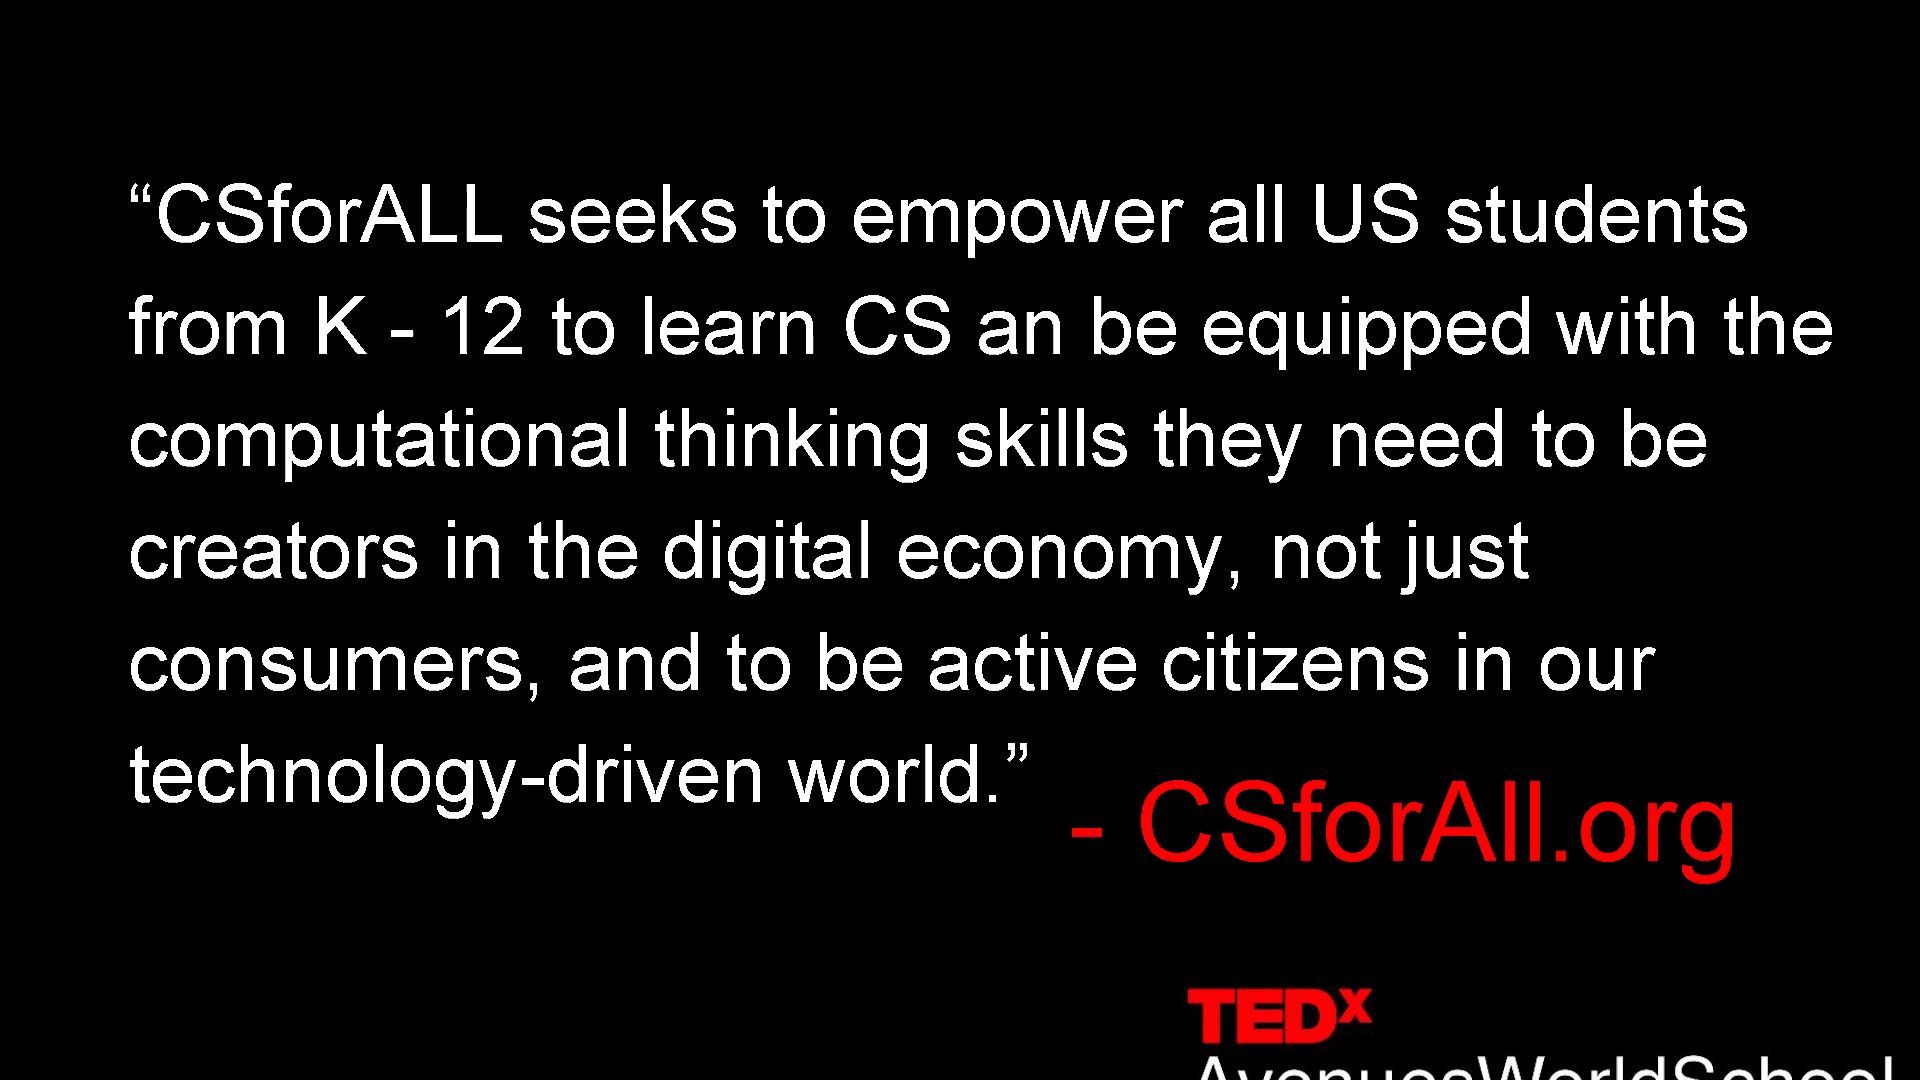 “CSforALL seeks to empower all US students
from K - 12 to learn CS an be equipped with the
computational thinking skills they need to be
creators in the digital economy, not just
consumers, and to be active citizens in our
technology-driven world.”
- CSforAll.org
TEDx
AvenuesWorldSchool